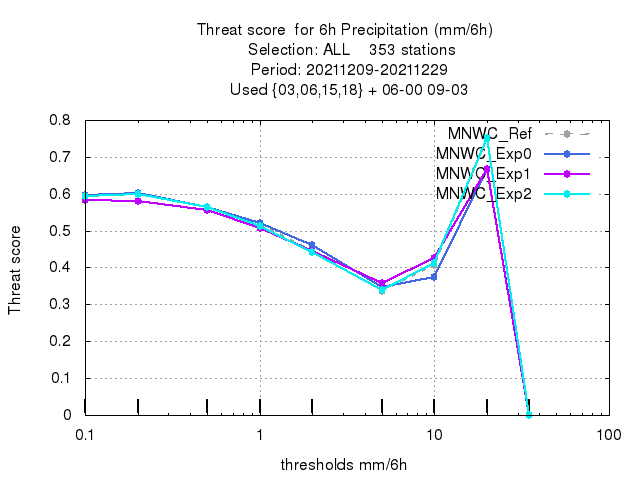 Threat score  for 6h Precipitation (mm/6h)
Selection: ALL    353 stations
Period: 20211209-20211229
Used {03,06,15,18} + 06-00 09-03
MNWC_Ref
MNWC_Exp0
MNWC_Exp1
MNWC_Exp2
Threat score
0.8
0.7
0.6
0.5
0.4
0.3
0.2
0.1
0
0.1 1 10 100
thresholds mm/6h